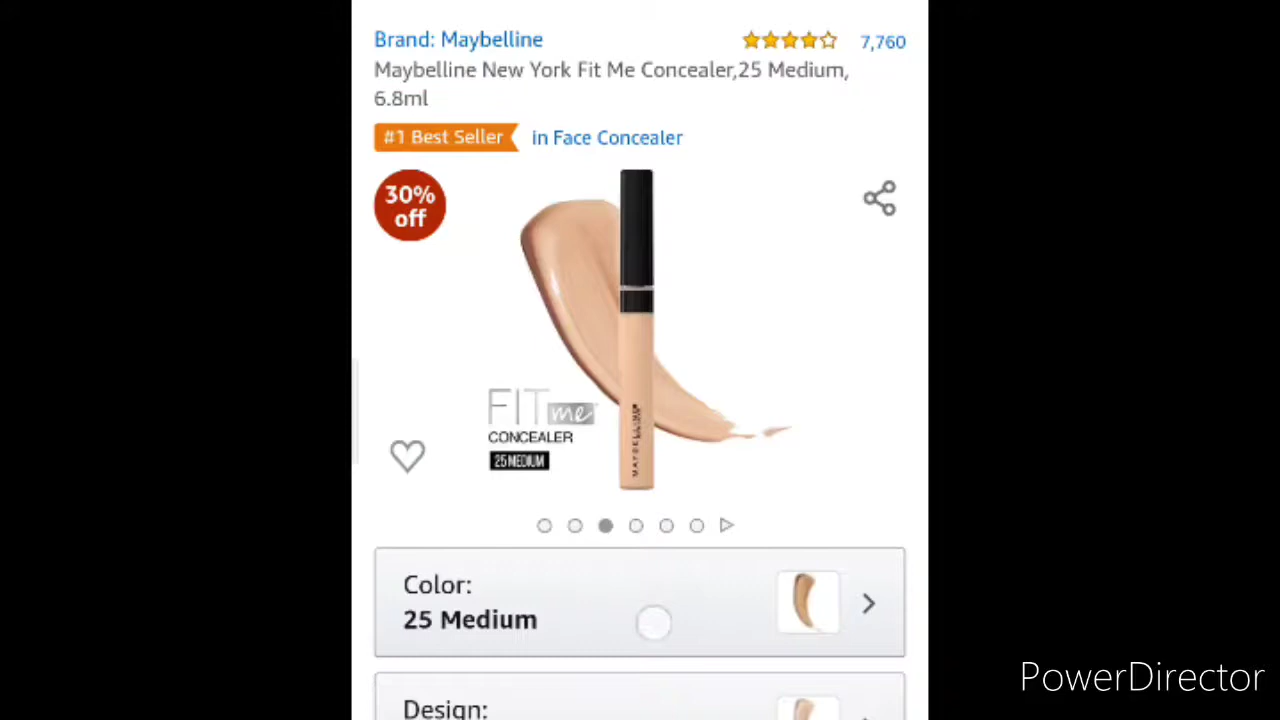 Brand: Maybelline
7,760
Maybelline New York Fit Me Concealer,25 Medium,
6.8ml
#1 Best Seller
in Face Concealer
30%
off
FIT me
CONCEALER
25 MEDIUM
MAYBELLINE
Color:
25 Medium
Design:
PowerDirector